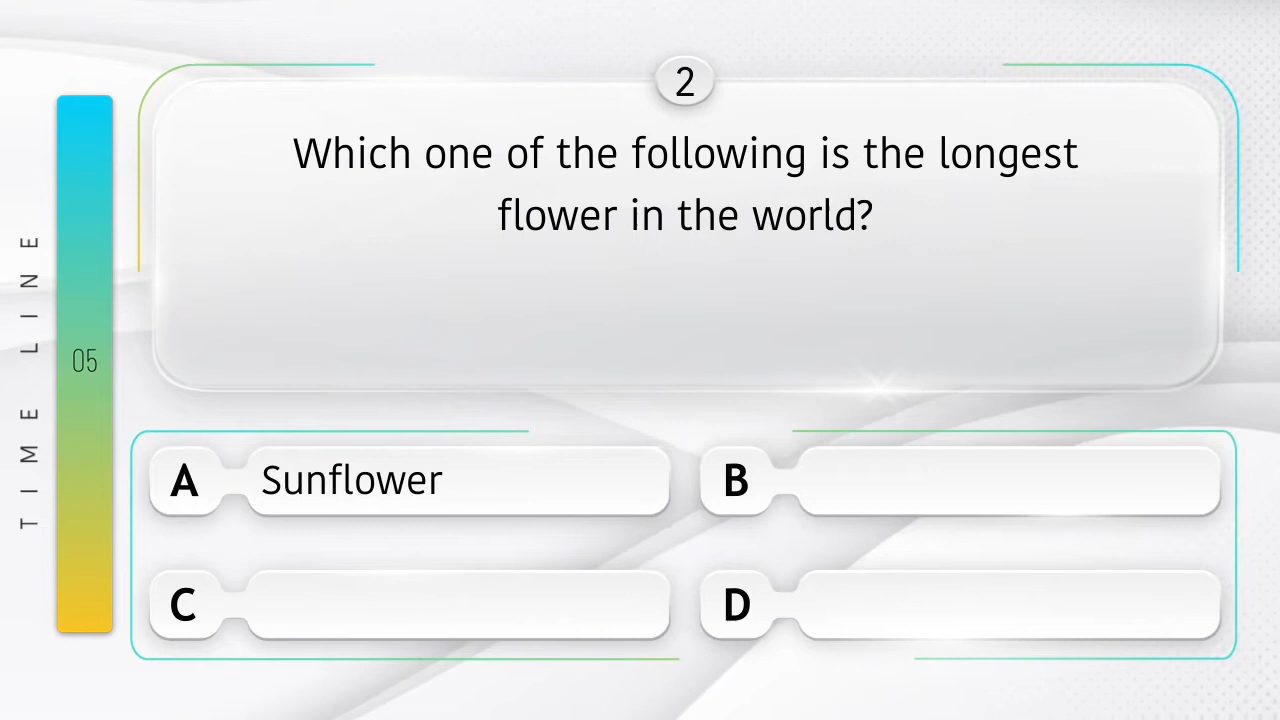 2
Which one of the following is the longest
flower in the world?
TIME LINE
05
A Sunflower
B
C
D